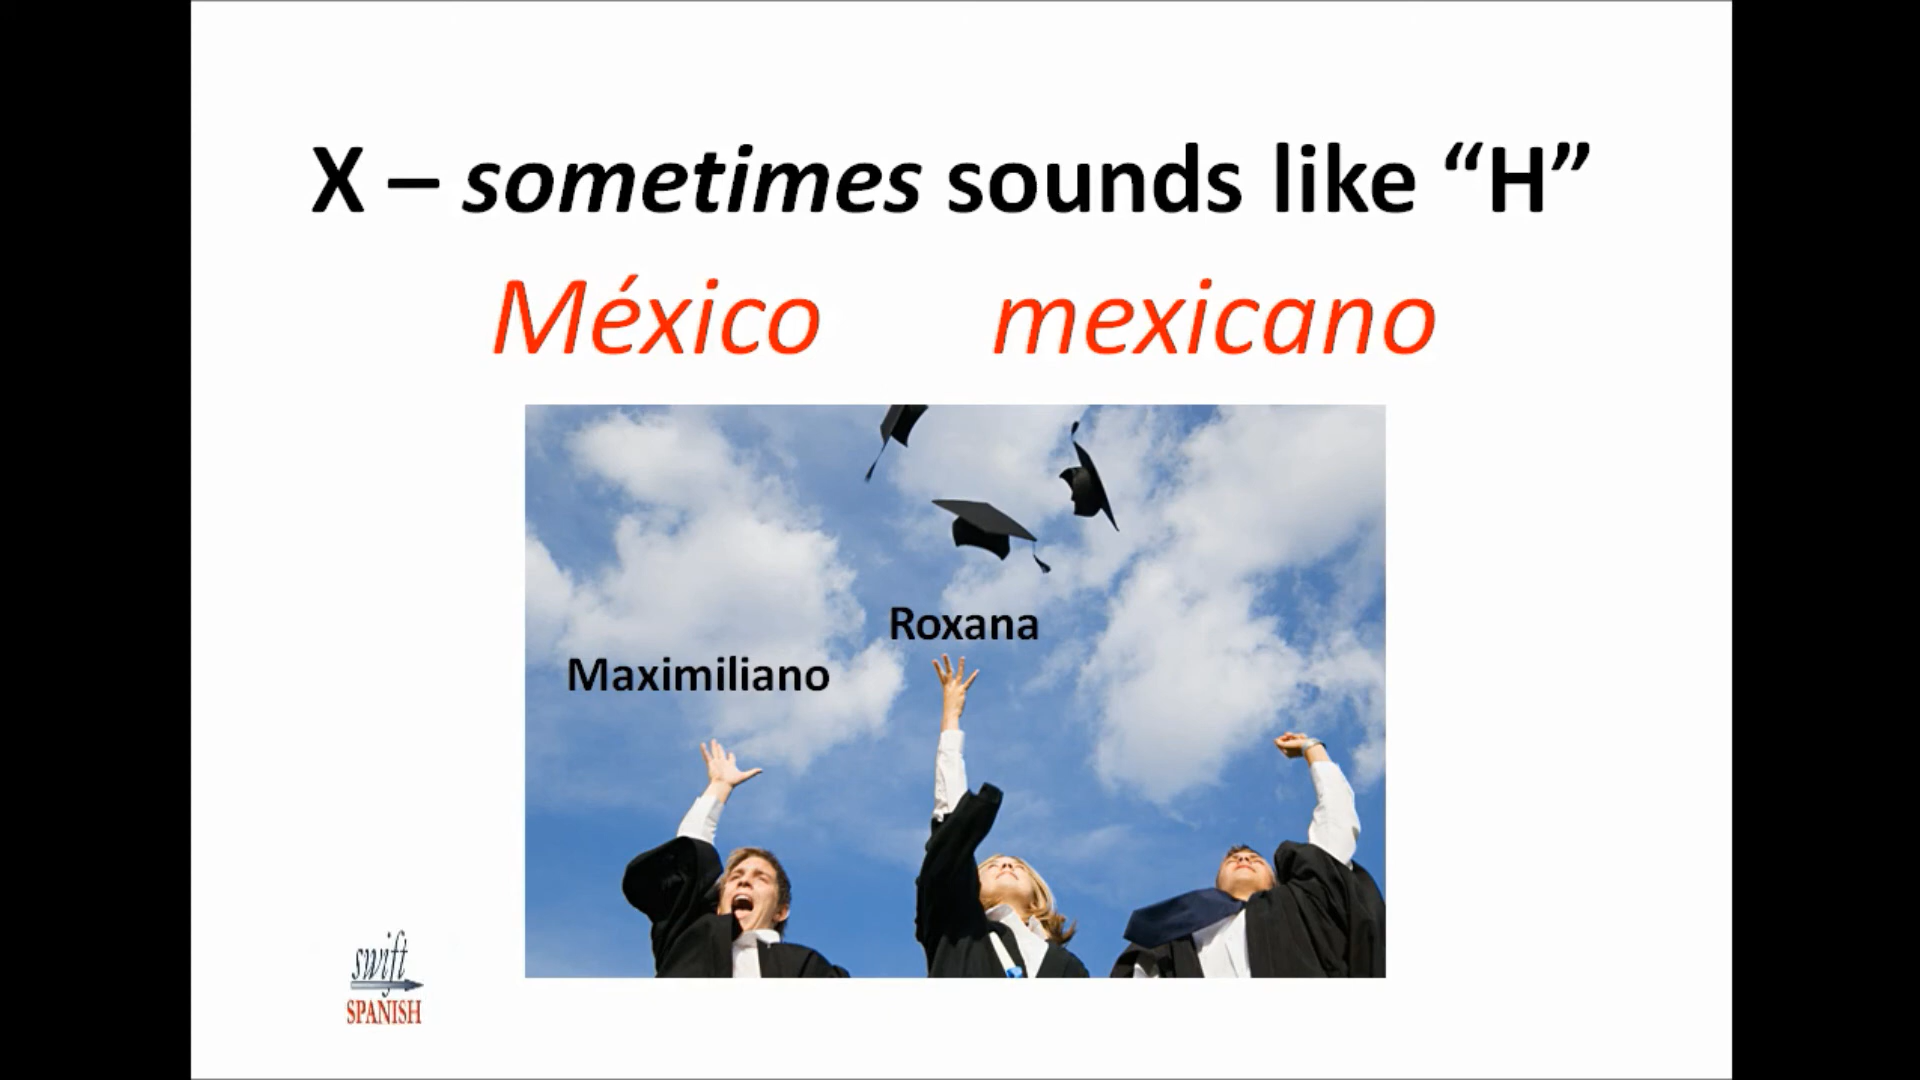 X – sometimes sounds like “H”
México mexicano
Roxana
Maximiliano
swift
SPANISH